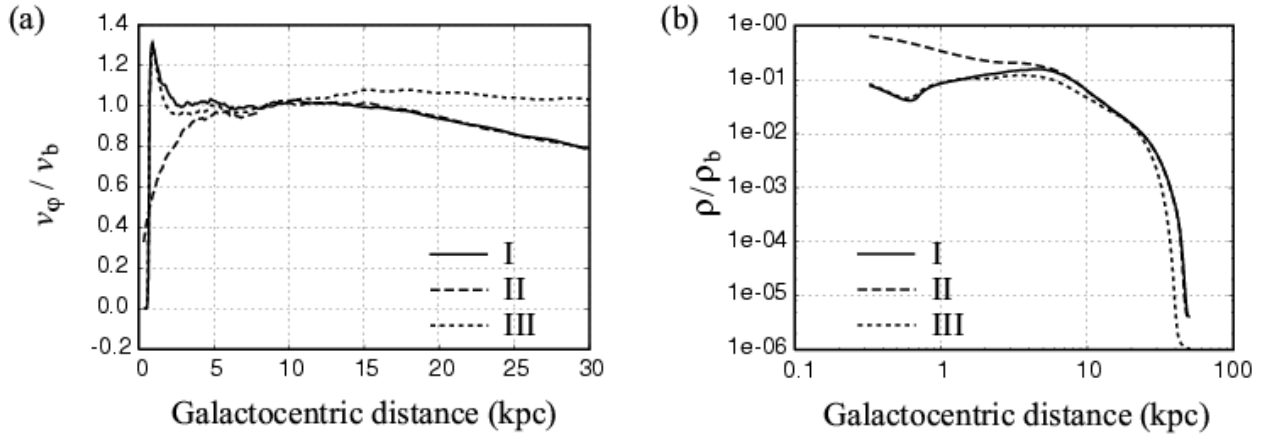 (a)
1.4
1.2
1.0
0.8
0.6
0.4
0.2
0.0
-0.2
vφ / vb
I
II
III
0 5 10 15 20 25 30
Galactocentric distance (kpc)
(b)
1e-00
1e-01
1e-02
1e-03
1e-04
1e-05
1e-06
ρ/ρb
I
II
III
0.1 1 10 100
Galactocentric distance (kpc)